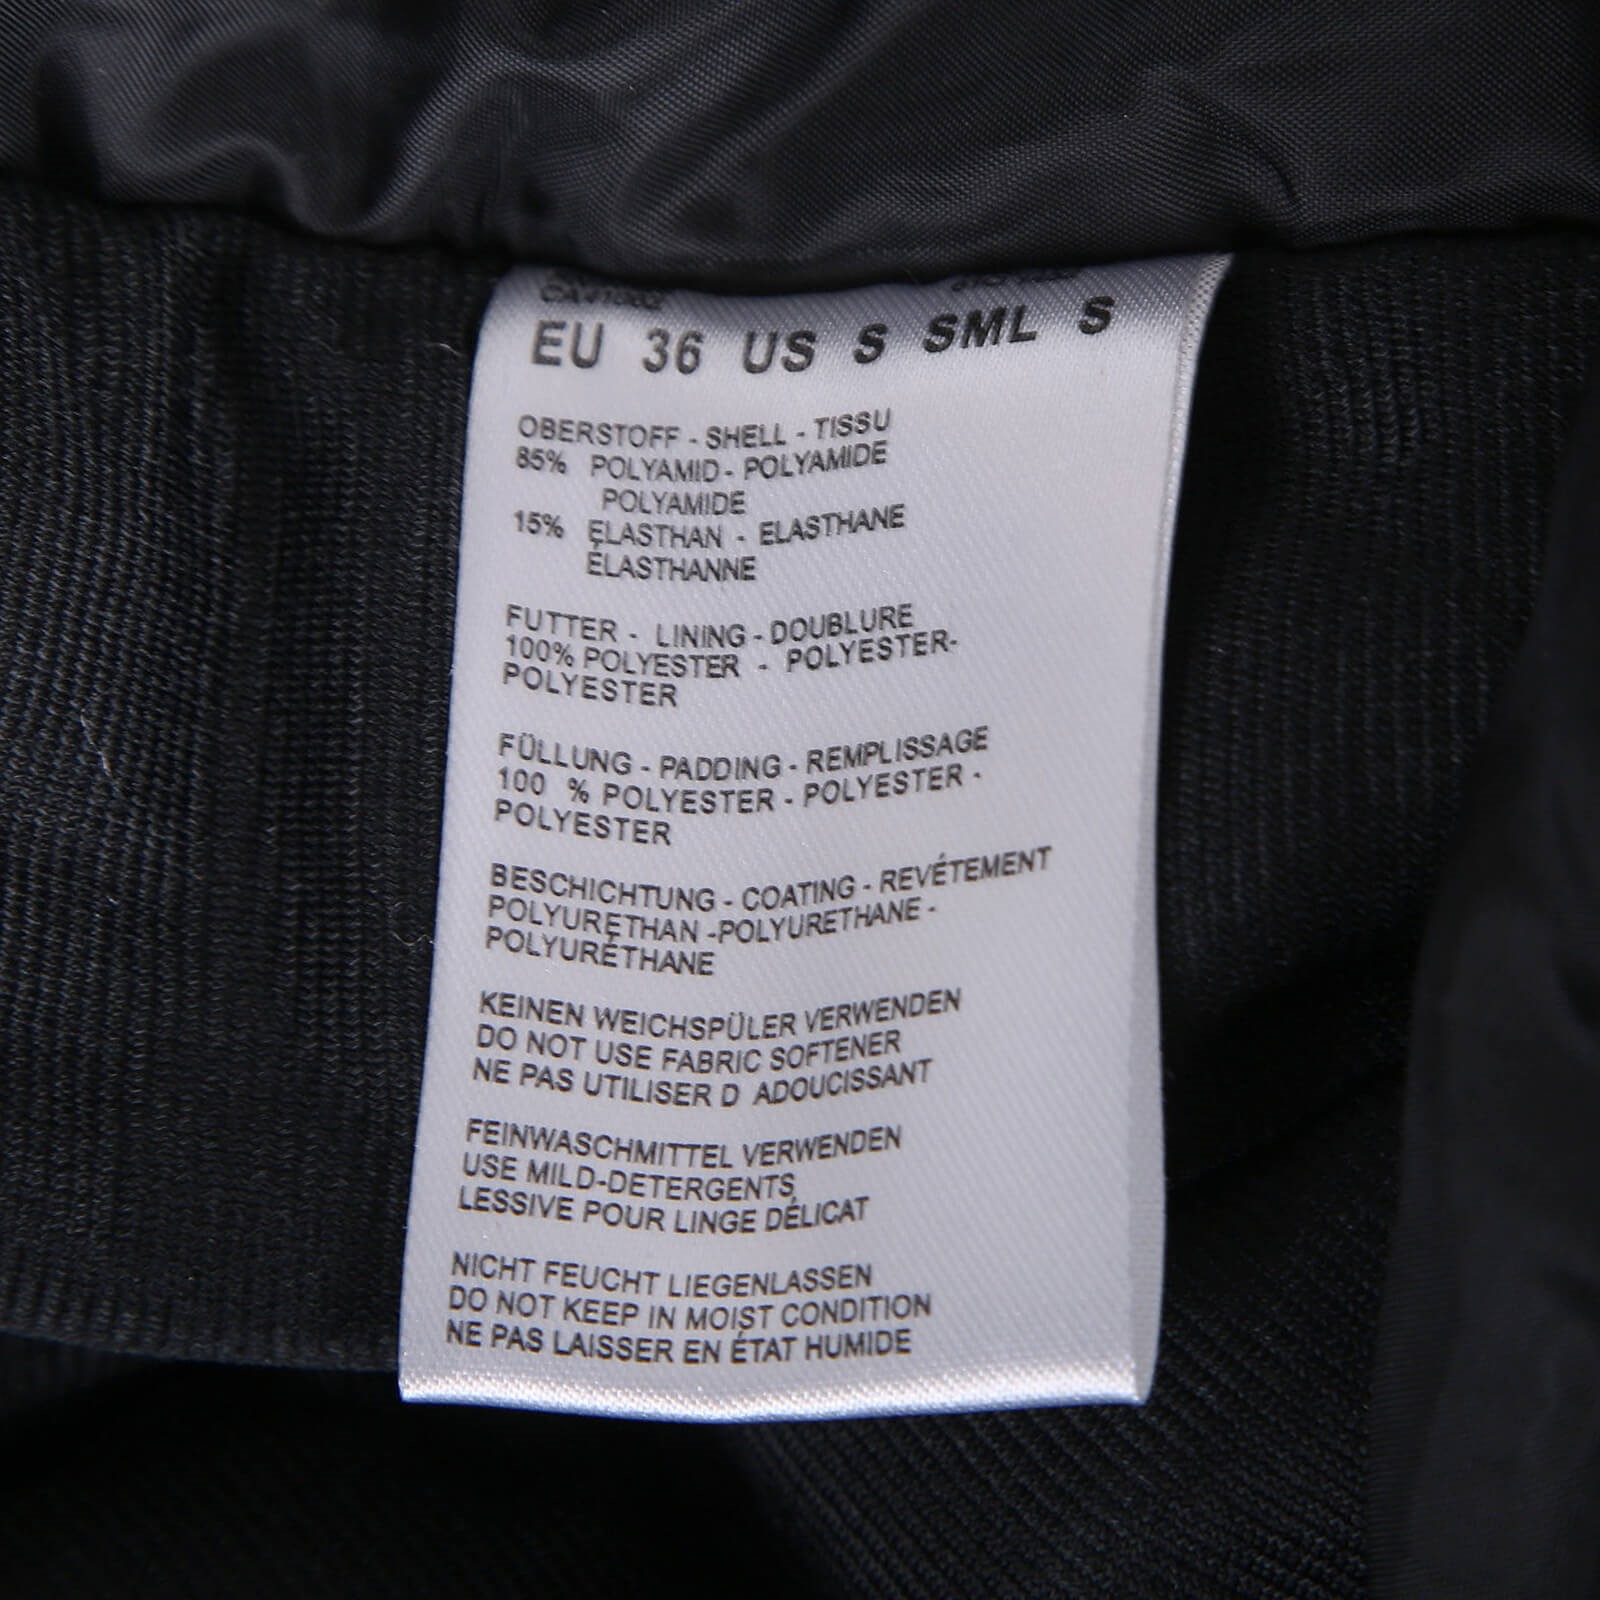 EU 36 US S SML S
OBERSTOFF - SHELL - TISSU
85% POLYAMID - POLYAMIDE
POLYAMIDE
15% ELASTHAN - ELASTHANE
ÉLASTHANNE
FUTTER - LINING - DOUBLURE
100% POLYESTER - POLYESTER-
POLYESTER
FÜLLUNG - PADDING - REMPLISSAGE
100 % POLYESTER - POLYESTER -
POLYESTER
BESCHICHTUNG - COATING - REVÉTEMENT
POLYURETHAN -POLYURETHANE -
POLYURÉTHANE
KEINEN WEICHSPÜLER VERWENDEN
DO NOT USE FABRIC SOFTENER
NE PAS UTILISER D ADOUCISSANT
FEINWASCHMITTEL VERWENDEN
USE MILD-DETERGENTS
LESSIVE POUR LINGE DÉLICAT
NICHT FEUCHT LIEGENLASSEN
DO NOT KEEP IN MOIST CONDITION
NE PAS LAISSER EN ÉTAT HUMIDE